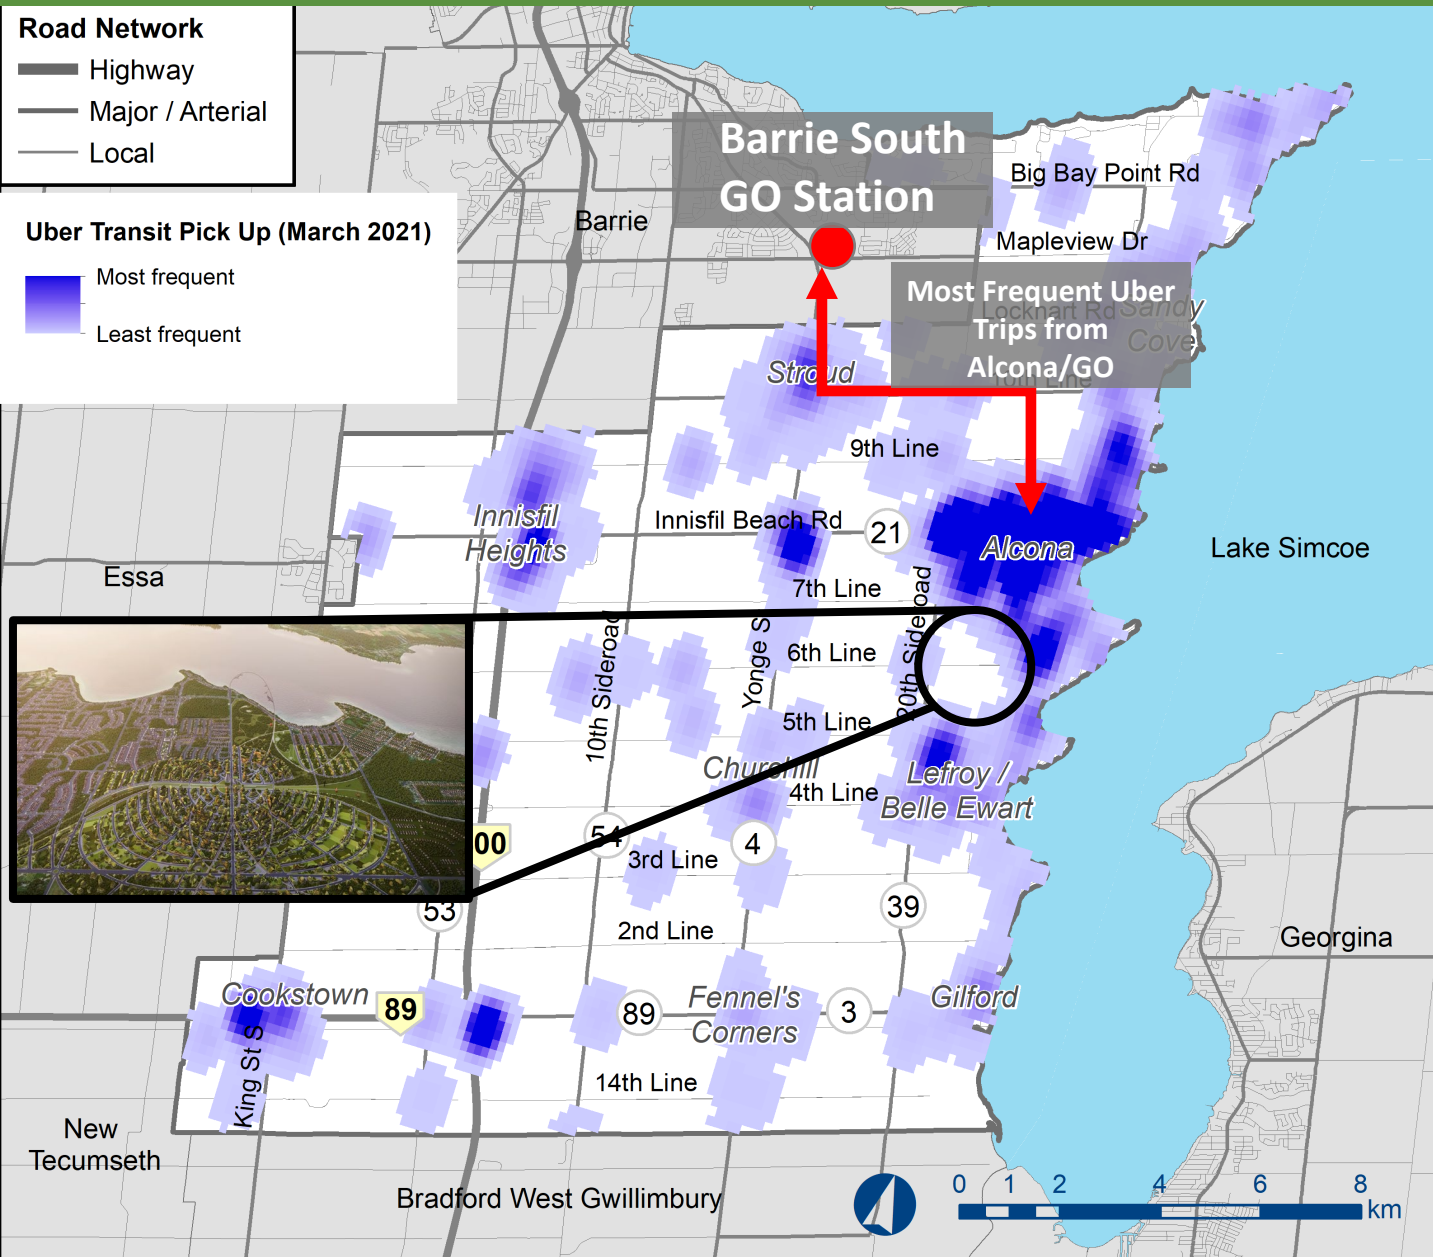 Road Network
Highway
Major / Arterial
Local
Uber Transit Pick Up (March 2021)
Most frequent
Least frequent
Barrie South
GO Station
Barrie
Big Bay Point Rd
Mapleview Dr
Most Frequent Uber
Trips from
Alcona/GO
Lockhart Rd
Sandy
Cove
10th Line
Stroud
9th Line
Innisfil
Heights
Innisfil Beach Rd
21
Alcona
Lake Simcoe
Essa
7th Line
20th Sideroad
10th Sideroad
Yonge S
6th Line
5th Line
Churchill
4th Line
Lefroy /
Belle Ewart
00
54
4
3rd Line
53
39
2nd Line
Georgina
Cookstown
89
89
Fennel's
Corners
3
Gilford
King St S
14th Line
New
Tecumseth
Bradford West Gwillimbury
0 1 2 4 6 8
km